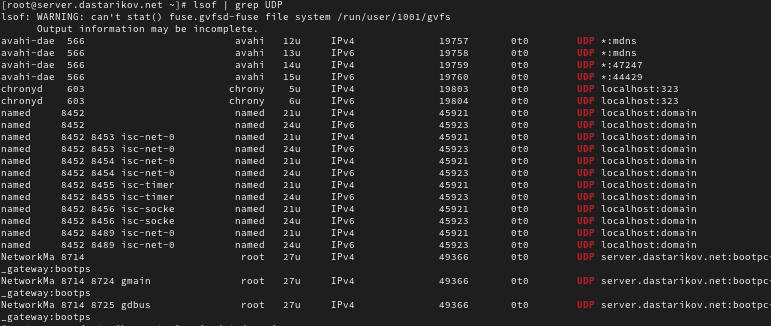 [root@server.dastarikov.net ~]# lsof | grep UDP
lsof: WARNING: can't stat() fuse.gvfsd-fuse file system /run/user/1001/gvfs
Output information may be incomplete.
avahi-dae 566 avahi 12u IPv4 19757 0t0 UDP *:mdns
avahi-dae 566 avahi 13u IPv6 19758 0t0 UDP *:mdns
avahi-dae 566 avahi 14u IPv4 19759 0t0 UDP *:47247
avahi-dae 566 avahi 15u IPv6 19760 0t0 UDP *:44429
chronyd 603 chrony 5u IPv4 19803 0t0 UDP localhost:323
chronyd 603 chrony 6u IPv6 19804 0t0 UDP localhost:323
named 8452 named 21u IPv4 45921 0t0 UDP localhost:domain
named 8452 named 24u IPv6 45923 0t0 UDP localhost:domain
named 8452 8453 isc-net-0 named 21u IPv4 45921 0t0 UDP localhost:domain
named 8452 8453 isc-net-0 named 24u IPv6 45923 0t0 UDP localhost:domain
named 8452 8454 isc-net-0 named 21u IPv4 45921 0t0 UDP localhost:domain
named 8452 8454 isc-net-0 named 24u IPv6 45923 0t0 UDP localhost:domain
named 8452 8455 isc-timer named 21u IPv4 45921 0t0 UDP localhost:domain
named 8452 8455 isc-timer named 24u IPv6 45923 0t0 UDP localhost:domain
named 8452 8456 isc-socke named 21u IPv4 45921 0t0 UDP localhost:domain
named 8452 8456 isc-socke named 24u IPv6 45923 0t0 UDP localhost:domain
named 8452 8489 isc-net-0 named 21u IPv4 45921 0t0 UDP localhost:domain
named 8452 8489 isc-net-0 named 24u IPv6 45923 0t0 UDP localhost:domain
NetworkMa 8714 root 27u IPv4 49366 0t0 UDP server.dastarikov.net:bootpc-
_gateway:bootps
NetworkMa 8714 8724 gmain root 27u IPv4 49366 0t0 UDP server.dastarikov.net:bootpc-
_gateway:bootps
NetworkMa 8714 8725 gdbus root 27u IPv4 49366 0t0 UDP server.dastarikov.net:bootpc-
_gateway:bootps